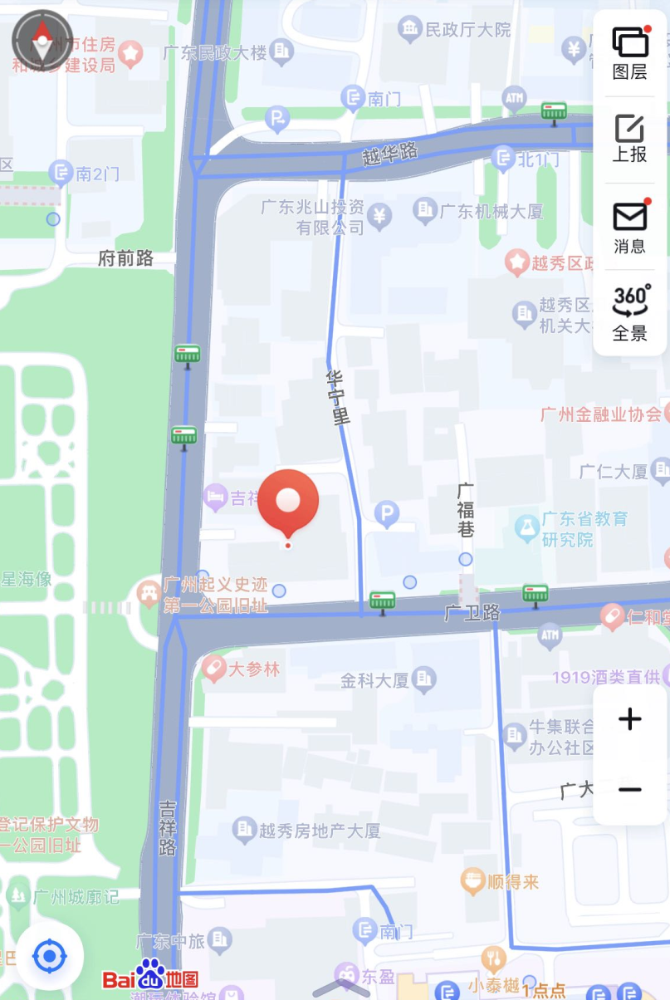 市住房
和城乡建设局
广东民政大楼
民政厅大院
图层
南门
ATM
P
上报
越华路
北1门
区
南2门
广东兆山投资
有限公司
广东机械大厦
消息
府前路
越秀区政
360°
全景
越秀区
机关大
华宁里
广州金融业协会
广仁大厦
吉祥
P
广福巷
广东省教育
研究院
星海像
广州起义史迹
第一公园旧址
广卫路
仁和堂
ATM
大参林
金科大厦
1919酒类直供
牛集联合
办公社区
广大
吉祥路
登记保护文物
一公园旧址
越秀房地产大厦
顺得来
广州城廓记
南门
广东中旅
Bai du 地图
东盈
小泰樾
1点点